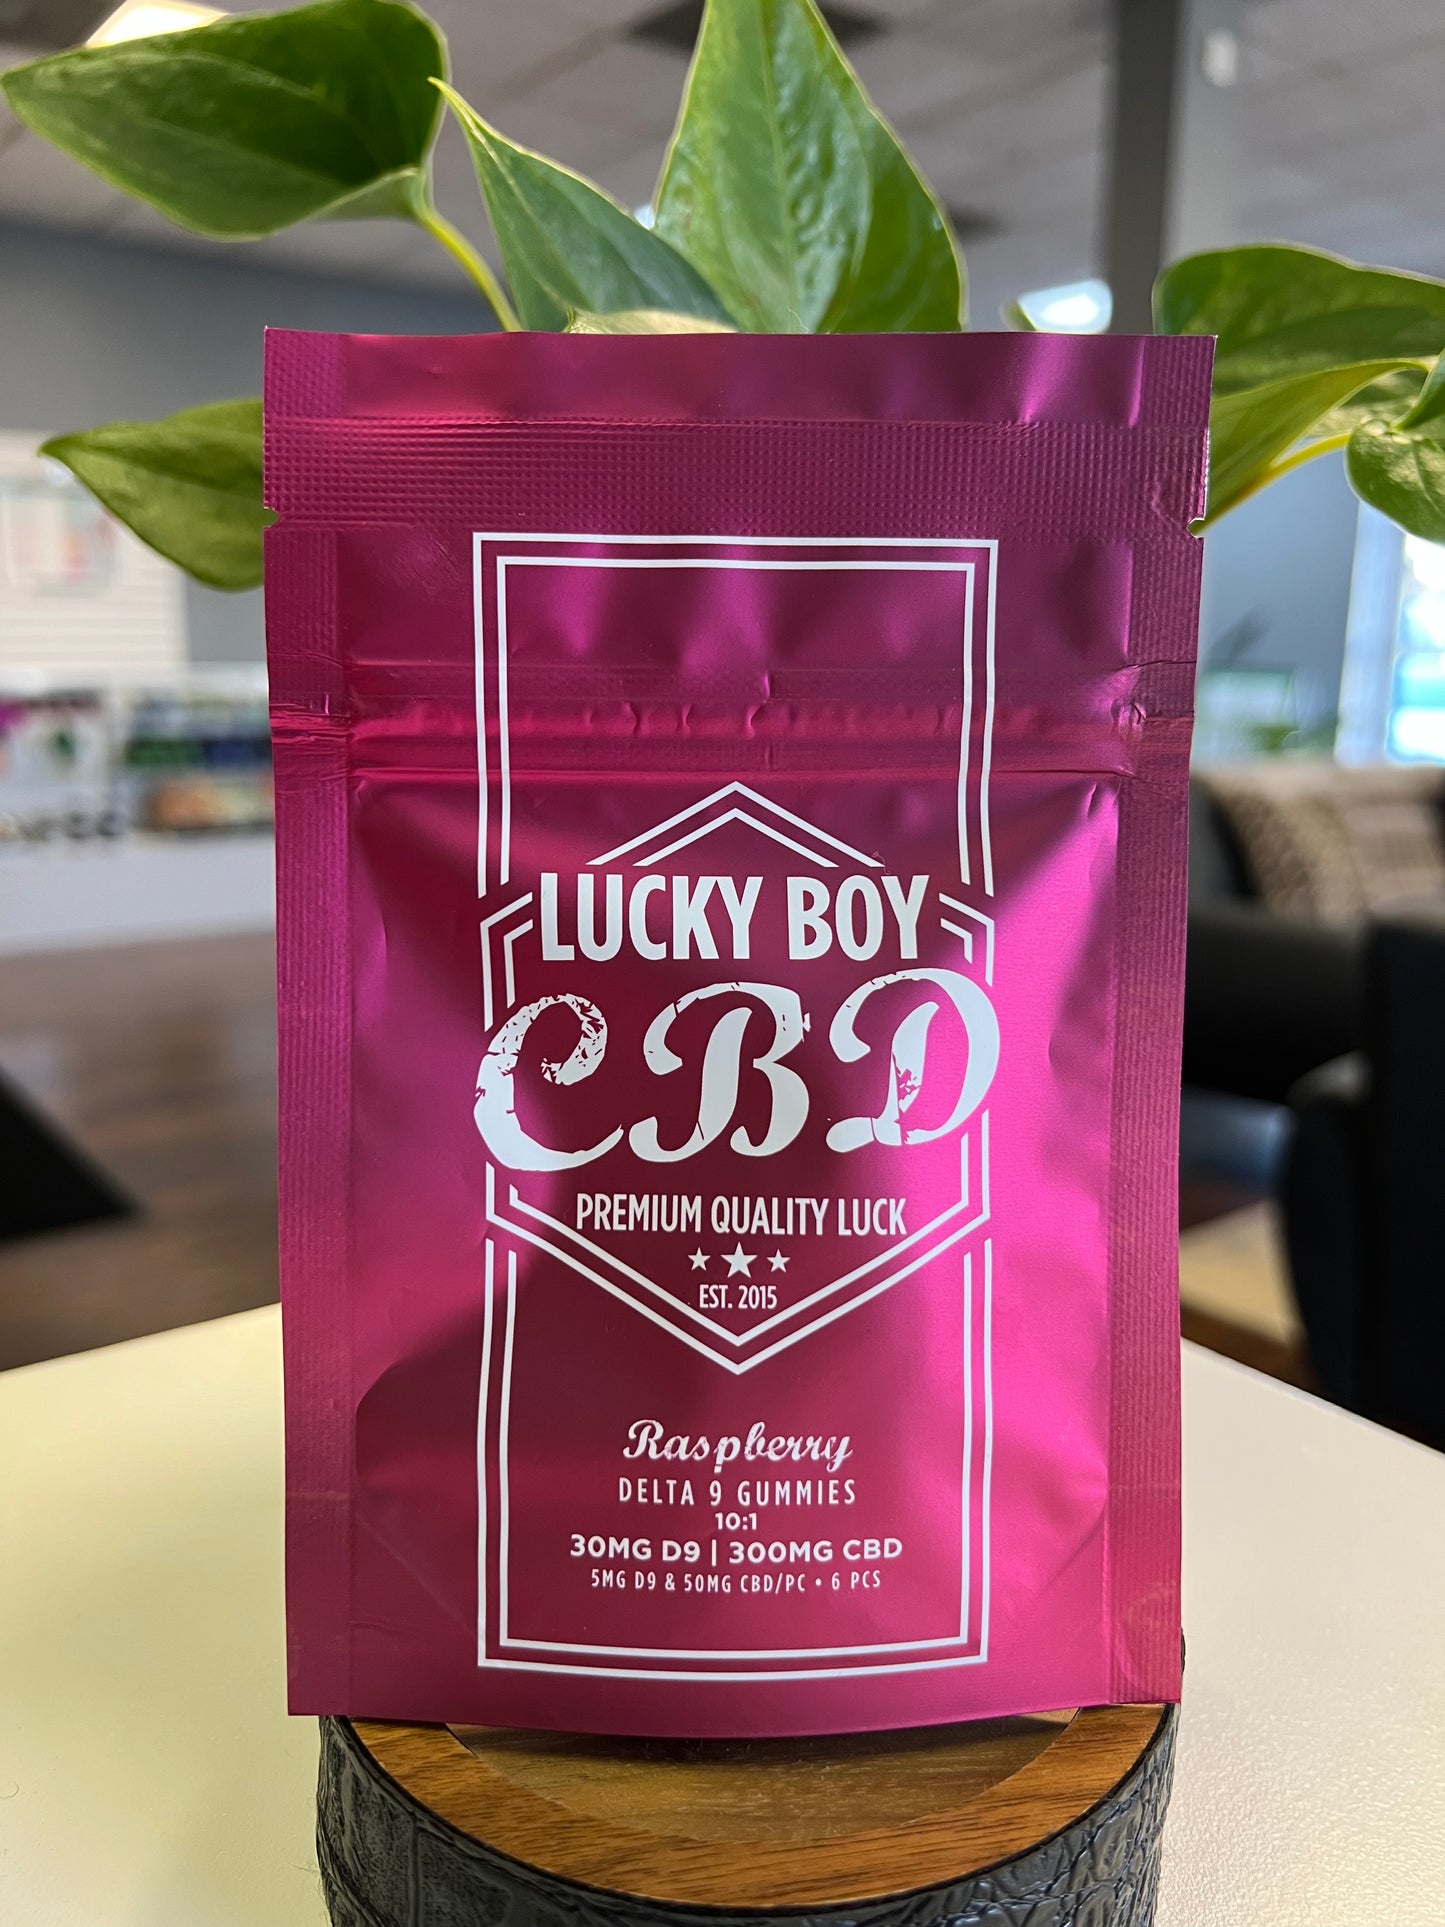 LUCKY BOY
CBD
PREMIUM QUALITY LUCK
EST. 2015
Raspberry
DELTA 9 GUMMIES
10:1
30MG D9 | 300MG CBD
5MG D9 & 50MG CBD/PC • 6 PCS